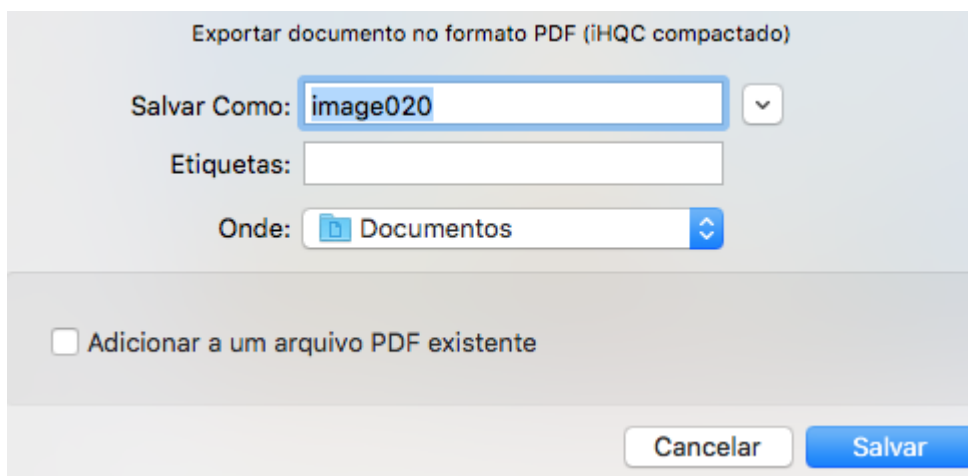 Exportar documento no formato PDF (iHQC compactado)
Salvar Como: image020
Etiquetas:
Onde: Documentos
Adicionar a um arquivo PDF existente
Cancelar Salvar